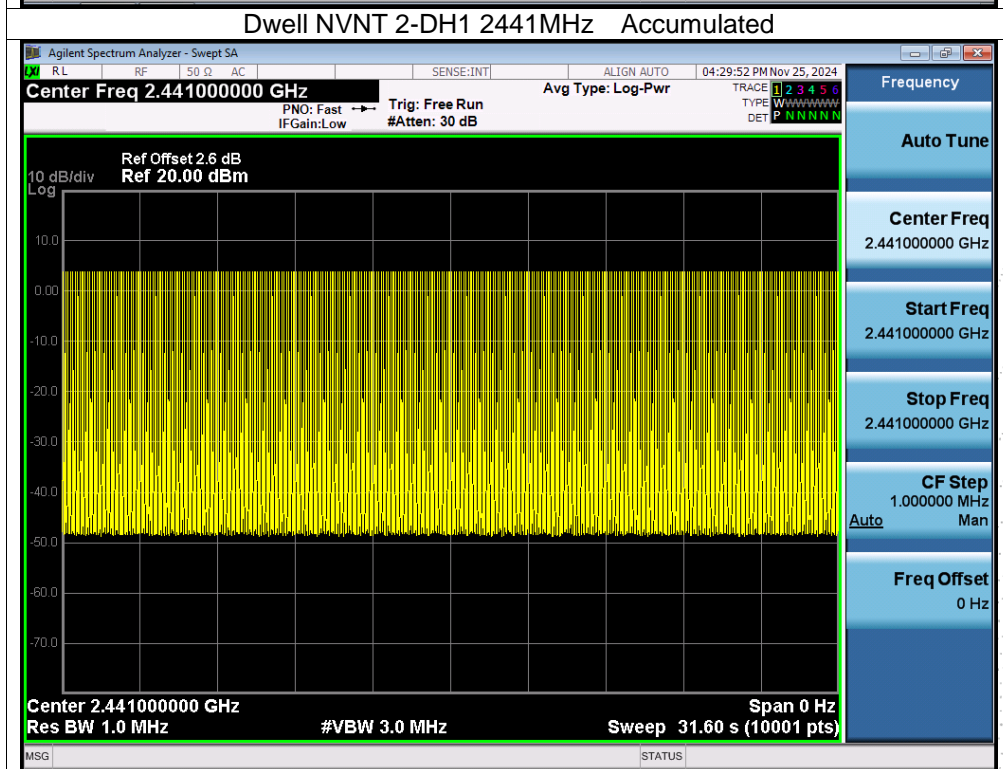 Dwell NVNT 2-DH1 2441MHz Accumulated
Agilent Spectrum Analyzer - Swept SA
LXI RL RF 50 Ω AC SENSE:INT ALIGN AUTO 04:29:52 PM Nov 25, 2024
Center Freq 2.441000000 GHz
PNO: Fast
IFGain:Low
Trig: Free Run
#Atten: 30 dB
Avg Type: Log-Pwr
TRACE 1 2 3 4 5 6
TYPE WWWWWWW
DET P N N N N N
Ref Offset 2.6 dB
10 dB/div Ref 20.00 dBm
Log
10.0
0.00
-10.0
-20.0
-30.0
-40.0
-50.0
-60.0
-70.0
Center 2.441000000 GHz Span 0 Hz
Res BW 1.0 MHz #VBW 3.0 MHz Sweep 31.60 s (10001 pts)
MSG STATUS
Frequency
Auto Tune
Center Freq
2.441000000 GHz
Start Freq
2.441000000 GHz
Stop Freq
2.441000000 GHz
CF Step
1.000000 MHz
Auto Man
Freq Offset
0 Hz